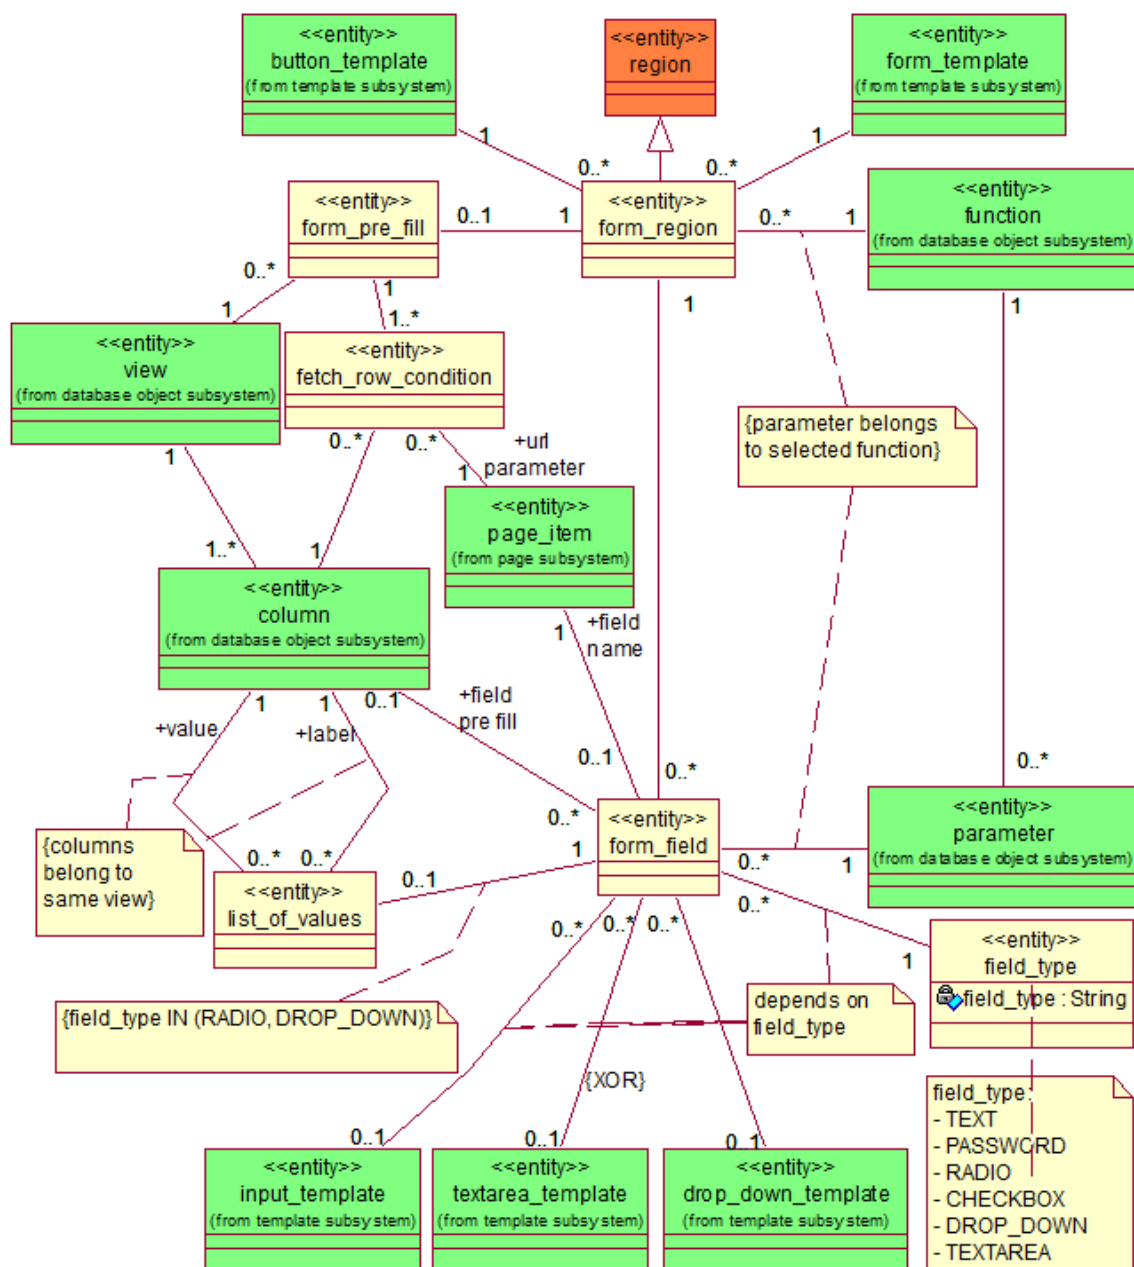 <<entity>>
button_template
(from template subsystem)
<<entity>>
region
<<entity>>
form_template
(from template subsystem)
1
0..*
0..*
1
<<entity>>
form_pre_fill
0..1
1
<<entity>>
form_region
0..*
1
<<entity>>
function
(from database object subsystem)
0..*
1
1
1..*
1
1
<<entity>>
view
(from database object subsystem)
<<entity>>
fetch_row_condition
1
0..*
0..*
+url
parameter
1
{parameter belongs
to selected function}
<<entity>>
page_item
(from page subsystem)
1..*
1
<<entity>>
column
(from database object subsystem)
1
+field
name
1
+value
1
+label
0..1
+field
pre fill
0..1
0..*
0..*
{columns
belong to
same view}
0..*
0..*
0..*
1
<<entity>>
form_field
0..*
1
<<entity>>
parameter
(from database object subsystem)
<<entity>>
list_of_values
0..1
0..*
0..*
0..*
0..*
1
<<entity>>
field_type
field_type : String
{field_type IN (RADIO, DROP_DOWN)}
depends on
field_type
{XOR}
0..1
0..1
0..1
<<entity>>
input_template
(from template subsystem)
<<entity>>
textarea_template
(from template subsystem)
<<entity>>
drop_down_template
(from template subsystem)
field_type:
- TEXT
- PASSWORD
- RADIO
- CHECKBOX
- DROP_DOWN
- TEXTAREA